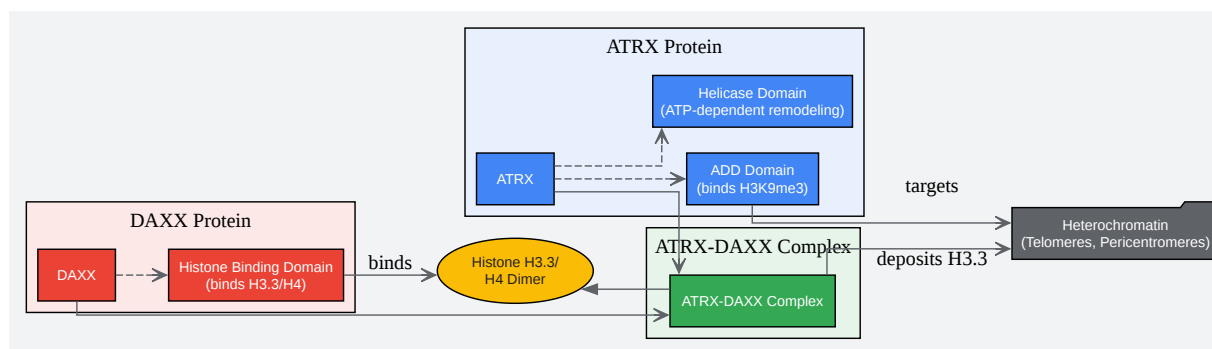 ATRX Protein
Helicase Domain
(ATP-dependent remodeling)
ATRX
ADD Domain
(binds H3K9me3)
targets
DAXX Protein
Heterochromatin
(Telomeres, Pericentromeres)
ATRX-DAXX Complex
deposits H3.3
DAXX
Histone Binding Domain
(binds H3.3/H4)
binds
Histone H3.3/
H4 Dimer
ATRX-DAXX Complex